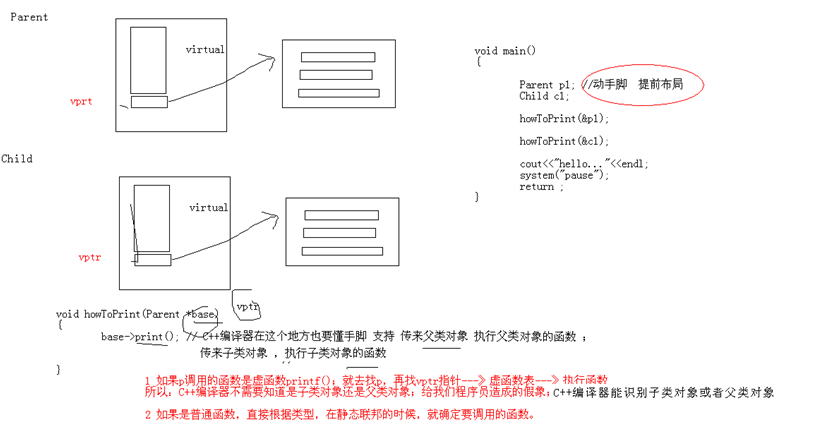 Parent
virtual
vprt
void main()
{
Parent p1; //动手脚 提前布局
Child c1;
howToPrint(&p1);
howToPrint(&c1);
cout<<"hello..."<<endl;
system("pause");
return ;
}
Child
virtual
vptr
vptr
void howToPrint(Parent *base)
{
base->print(); // C++编译器在这个地方也要懂手脚 支持 传来父类对象 执行父类对象的函数 ;
传来子类对象 , 执行子类对象的函数
}
1 如果p调用的函数是虚函数printf(); 就去找p, 再找vptr指针---》虚函数表---》执行函数
所以: C++编译器不需要知道是子类对象还是父类对象; 给我们程序员造成的假象: C++编译器能识别子类对象或者父类对象
2 如果是普通函数, 直接根据类型, 在静态联邦的时候, 就确定要调用的函数。